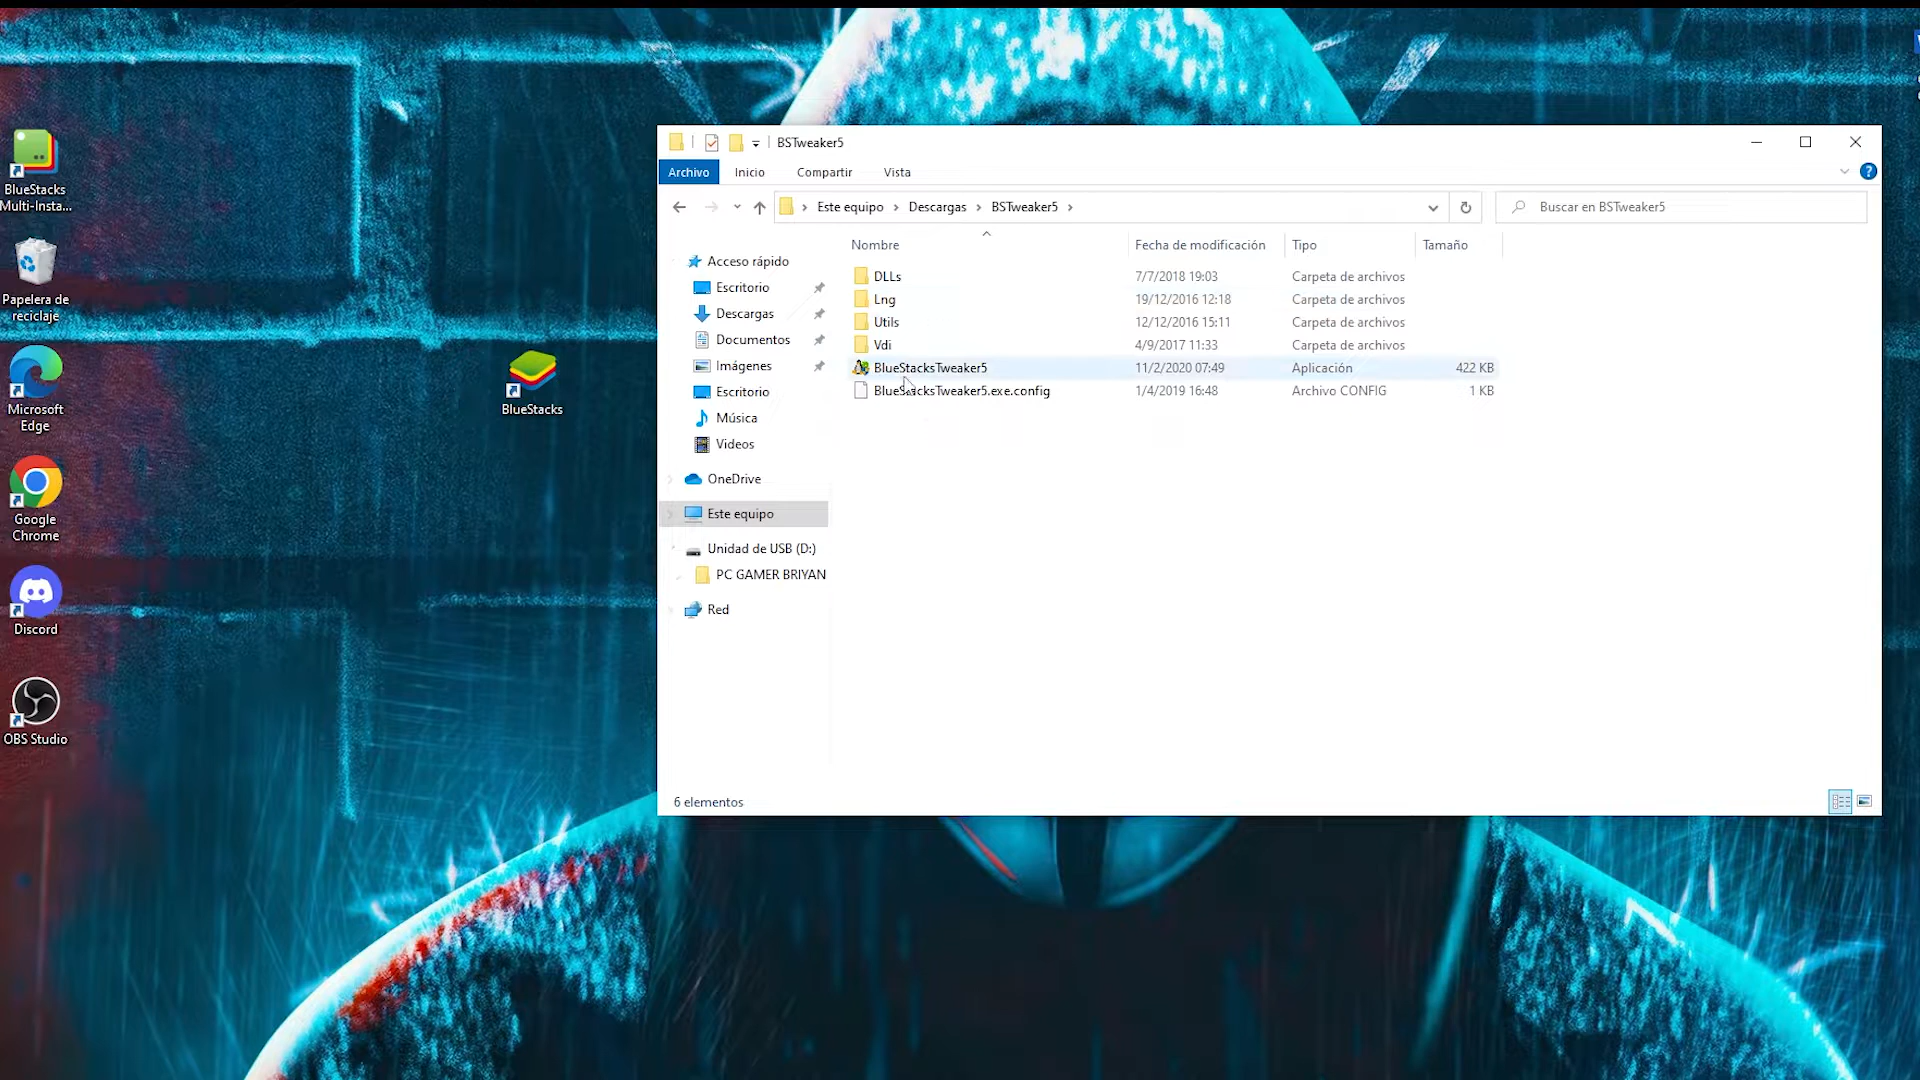 BlueStacks
Multi-Insta...
Papelera de
reciclaje
Microsoft
Edge
Google
Chrome
Discord
OBS Studio
BlueStacks
BSTweaker5
Archivo Inicio Compartir Vista
Este equipo Descargas BSTweaker5
Buscar en BSTweaker5
Nombre Fecha de modificación Tipo Tamaño
Acceso rápido
Escritorio
Descargas
Documentos
Imágenes
Escritorio
Música
Videos
OneDrive
Este equipo
Unidad de USB (D:)
PC GAMER BRIYAN
Red
DLLs 7/7/2018 19:03 Carpeta de archivos
Lng 19/12/2016 12:18 Carpeta de archivos
Utils 12/12/2016 15:11 Carpeta de archivos
Vdi 4/9/2017 11:33 Carpeta de archivos
BlueStacksTweaker5 11/2/2020 07:49 Aplicación 422 KB
BlueStacksTweaker5.exe.config 1/4/2019 16:48 Archivo CONFIG 1 KB
6 elementos